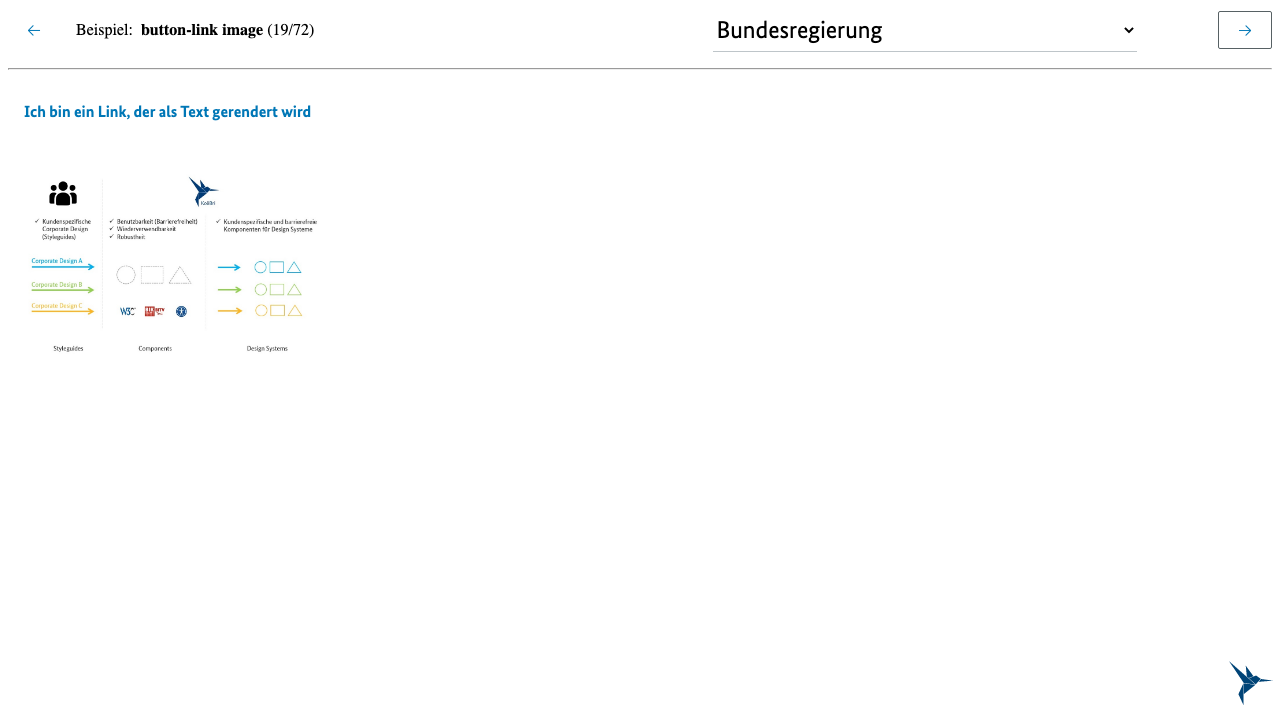 Beispiel: button-link image (19/72)
Bundesregierung
Ich bin ein Link, der als Text gerendert wird
KoliBri
✓ Kundenspezifische
Corporate Design
(Styleguides)
✓ Benutzbarkeit (Barrierefreiheit)
✓ Wiederverwendbarkeit
✓ Robustheit
✓ Kundenspezifische und barrierefreie
Komponenten für Design Systeme
Corporate Design A
Corporate Design B
Corporate Design C
W3C
Styleguides
Components
Design Systems